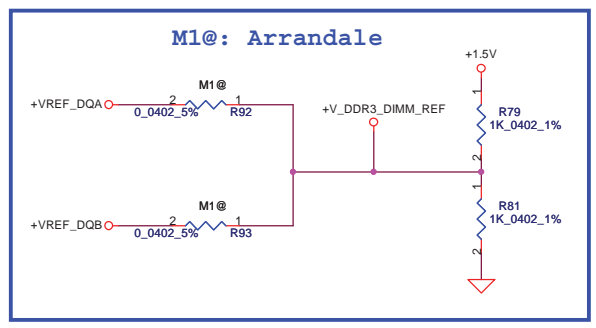 M1@: Arrandale
+1.5V
M1@
+VREF_DQA
2
1
0_0402_5%
R92
+V_DDR3_DIMM_REF
1
R79
1K_0402_1%
2
M1@
+VREF_DQB
2
1
0_0402_5%
R93
1
R81
1K_0402_1%
2